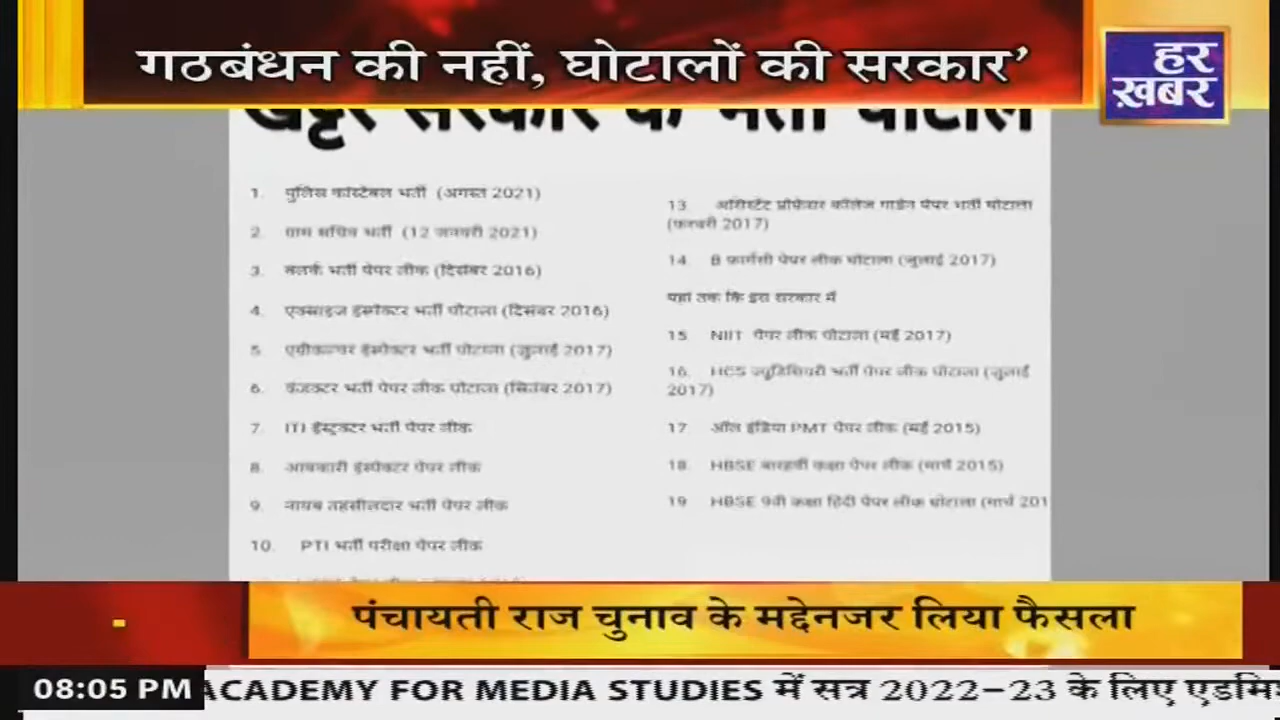 गठबंधन की नहीं, घोटालों की सरकार’
हर
ख़बर
खट्टर सरकार के भर्ती घोटाले
1. पुलिस कांस्टेबल भर्ती (अगस्त 2021)
2. ग्राम सचिव भर्ती (12 जनवरी 2021)
3. क्लर्क भर्ती पेपर लीक (दिसंबर 2016)
4. एक्साइज इंस्पेक्टर भर्ती घोटाला (दिसंबर 2016)
5. एग्रीकल्चर इंस्पेक्टर भर्ती घोटाला (जुलाई 2017)
6. कंडक्टर भर्ती पेपर लीक घोटाला (सितंबर 2017)
7. ITI इंस्ट्रक्टर भर्ती पेपर लीक
8. आबकारी इंस्पेक्टर पेपर लीक
9. नायब तहसीलदार भर्ती पेपर लीक
10. PTI भर्ती परीक्षा पेपर लीक
13. असिस्टेंट प्रोफेसर कॉलेज पेपर भर्ती घोटाला
(फरवरी 2017)
14. B फार्मेसी पेपर लीक घोटाला (जुलाई 2017)
यहां तक कि इस सरकार में
15. NIIT पेपर लीक घोटाला (मई 2017)
16. HCS ज्यूडिशियरी भर्ती पेपर लीक घोटाला (जुलाई
2017)
17 ऑल इंडिया PMT पेपर लीक (मई 2015)
18. HBSE बारहवीं कक्षा पेपर लीक (मार्च 2015)
19 HBSE 9वीं कक्षा हिंदी पेपर लीक घोटाला (मार्च 201
पंचायती राज चुनाव के मद्देनजर लिया फैसला
08:05 PM ACADEMY FOR MEDIA STUDIES में सत्र 2022-23 के लिए एडमि